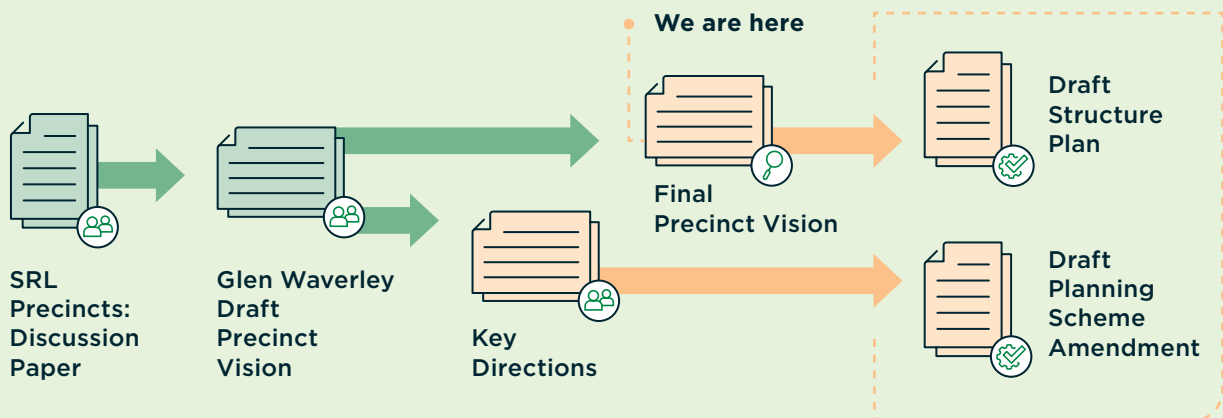 We are here
SRL
Precincts:
Discussion
Paper
Glen Waverley
Draft
Precinct
Vision
Key
Directions
Final
Precinct Vision
Draft
Structure
Plan
Draft
Planning
Scheme
Amendment